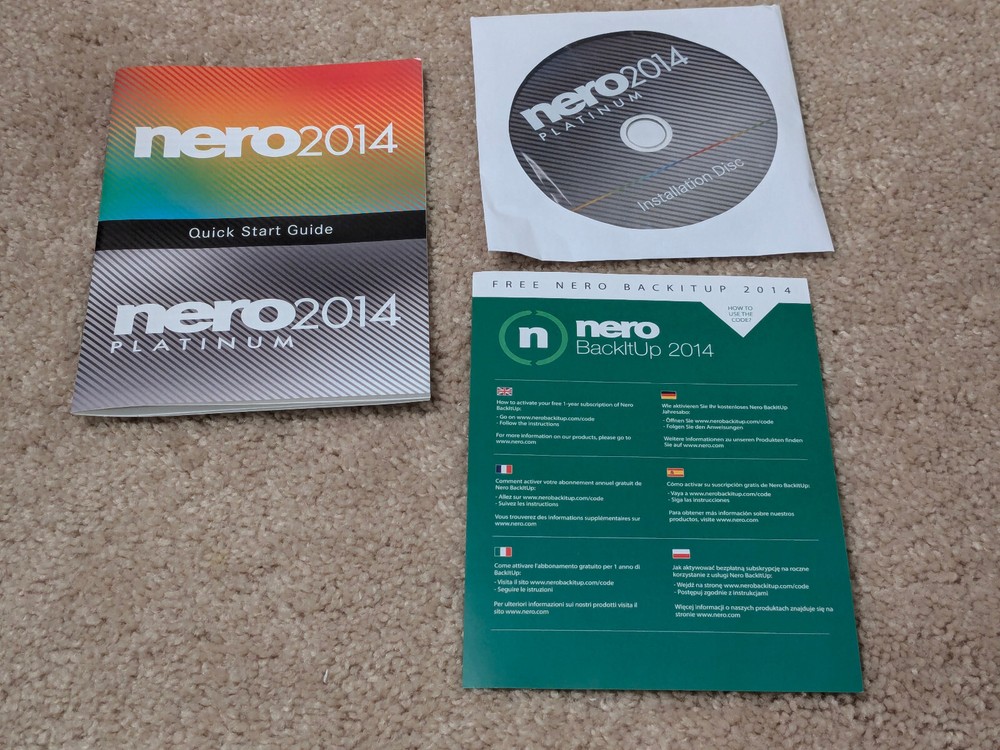 nero2014
Quick Start Guide
nero2014
PLATINUM
nero2014
PLATINUM
Installation Disc
FREE NERO BACKITUP 2014
HOW TO
USE THE
CODE?
n
nero
BackItUp 2014
How to activate your free 1-year subscription of Nero
BackItUp:
- Go on www.nerobackitup.com/code
- Follow the instructions
For more information on our products, please go to
www.nero.com
Wie aktivieren Sie Ihr kostenloses Nero BackItUp
Jahresabo:
- Öffnen Sie www.nerobackitup.com/code
- Folgen Sie den Anweisungen
Weitere Informationen zu unseren Produkten finden
Sie auf www.nero.com
Comment activer votre abonnement annuel gratuit de
Nero BackItUp:
- Allez sur www.nerobackitup.com/code
- Suivez les instructions
Vous trouverez des informations supplémentaires sur
www.nero.com
Cómo activar su suscripción gratis de Nero BackItUp:
- Vaya a www.nerobackitup.com/code
- Siga las instrucciones
Para obtener más información sobre nuestros
productos, visite www.nero.com
Come attivare l'abbonamento gratuito per 1 anno di
BackItUp:
- Visita il sito www.nerobackitup.com/code
- Seguire le istruzioni
Per ulteriori informazioni sui nostri prodotti visita il
sito www.nero.com
Jak aktywować bezpłatną subskrypcję na roczne
korzystanie z usługi Nero BackItUp:
- Wejdź na stronę www.nerobackitup.com/code
- Postępuj zgodnie z instrukcjami
Więcej informacji o naszych produktach znajduje się na
stronie www.nero.com